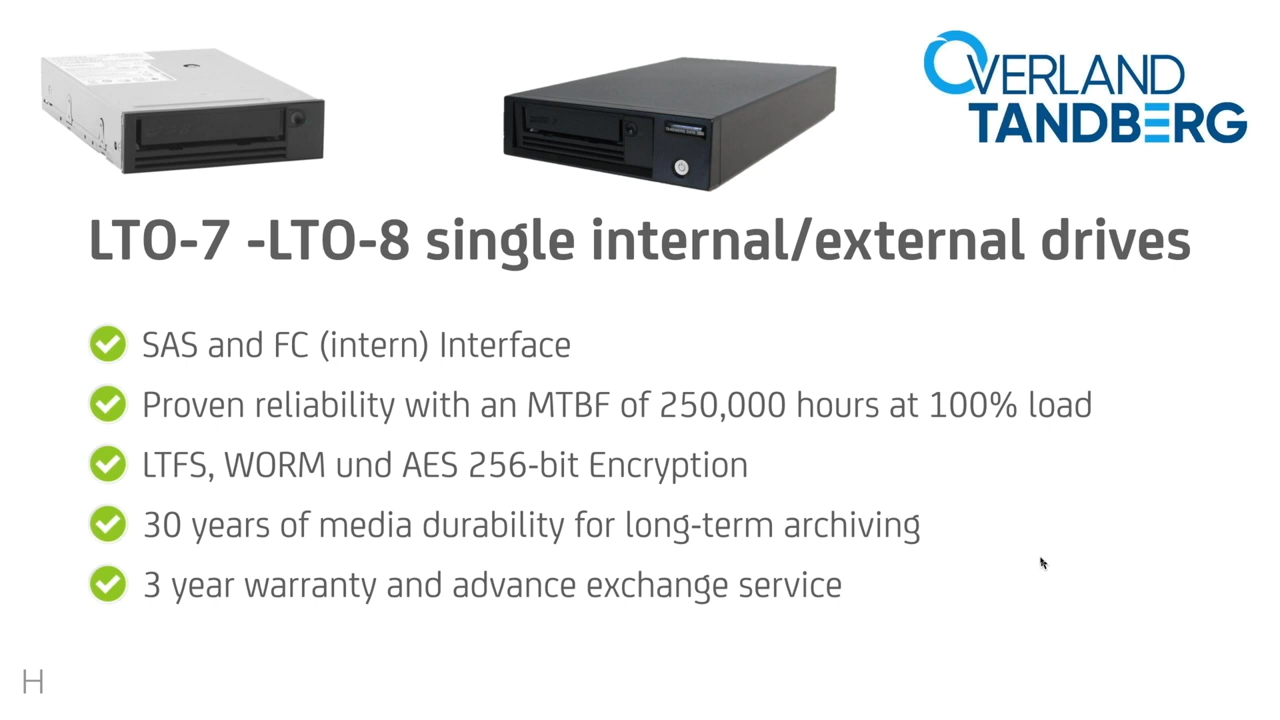 OVERLAND
TANDBERG
LTO-7 -LTO-8 single internal/external drives
SAS and FC (intern) Interface
Proven reliability with an MTBF of 250,000 hours at 100% load
LTFS, WORM und AES 256-bit Encryption
30 years of media durability for long-term archiving
3 year warranty and advance exchange service
H